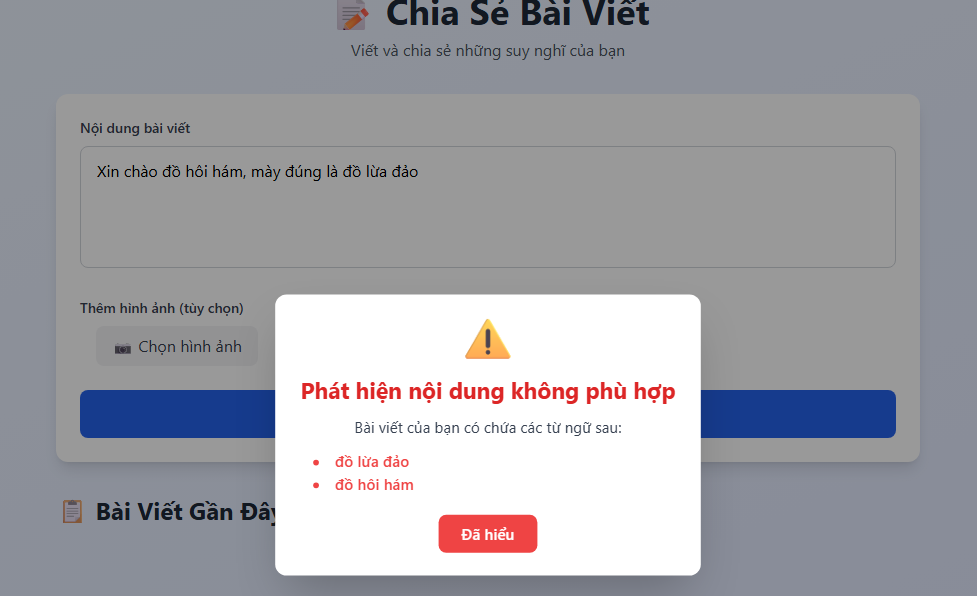 Chia Sẻ Bài Viết
Viết và chia sẻ những suy nghĩ của bạn
Nội dung bài viết
Xin chào đồ hôi hám, mày đúng là đồ lừa đảo
Thêm hình ảnh (tùy chọn)
Chọn hình ảnh
Phát hiện nội dung không phù hợp
Bài viết của bạn có chứa các từ ngữ sau:
• đồ lừa đảo
• đồ hôi hám
Đã hiểu
Bài Viết Gần Đây